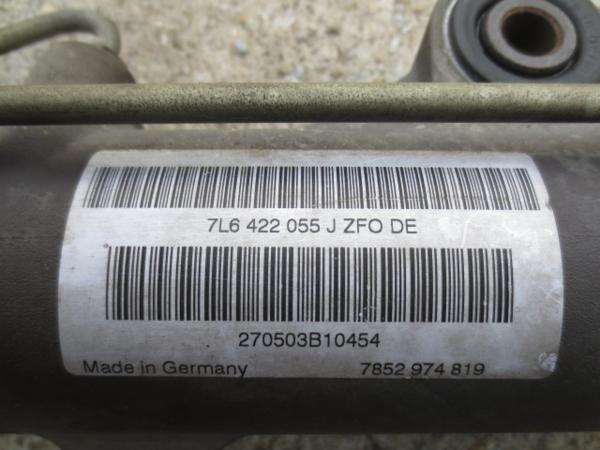 7L6 422 055 J ZFO DE
270503B10454
Made in Germany 7852 974 819